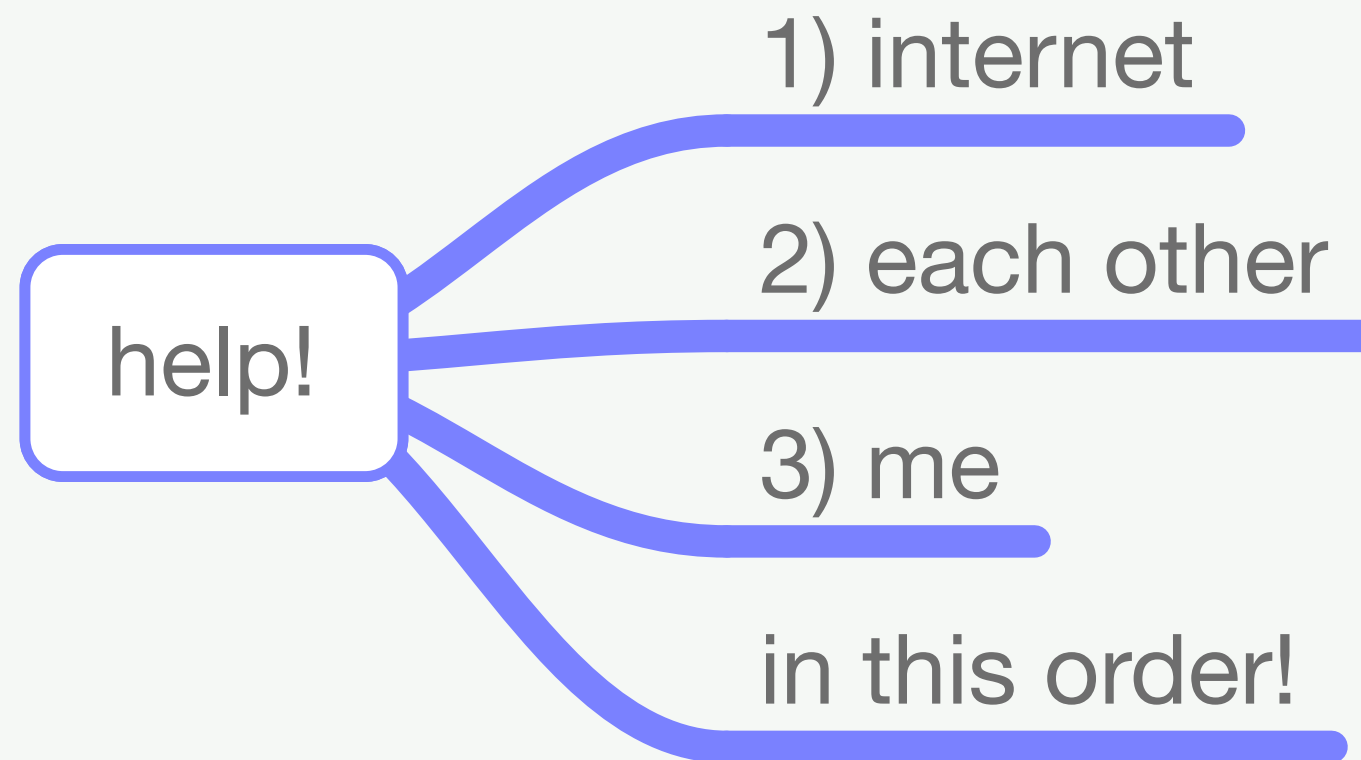 1) internet
2) each other
help!
3) me
in this order!